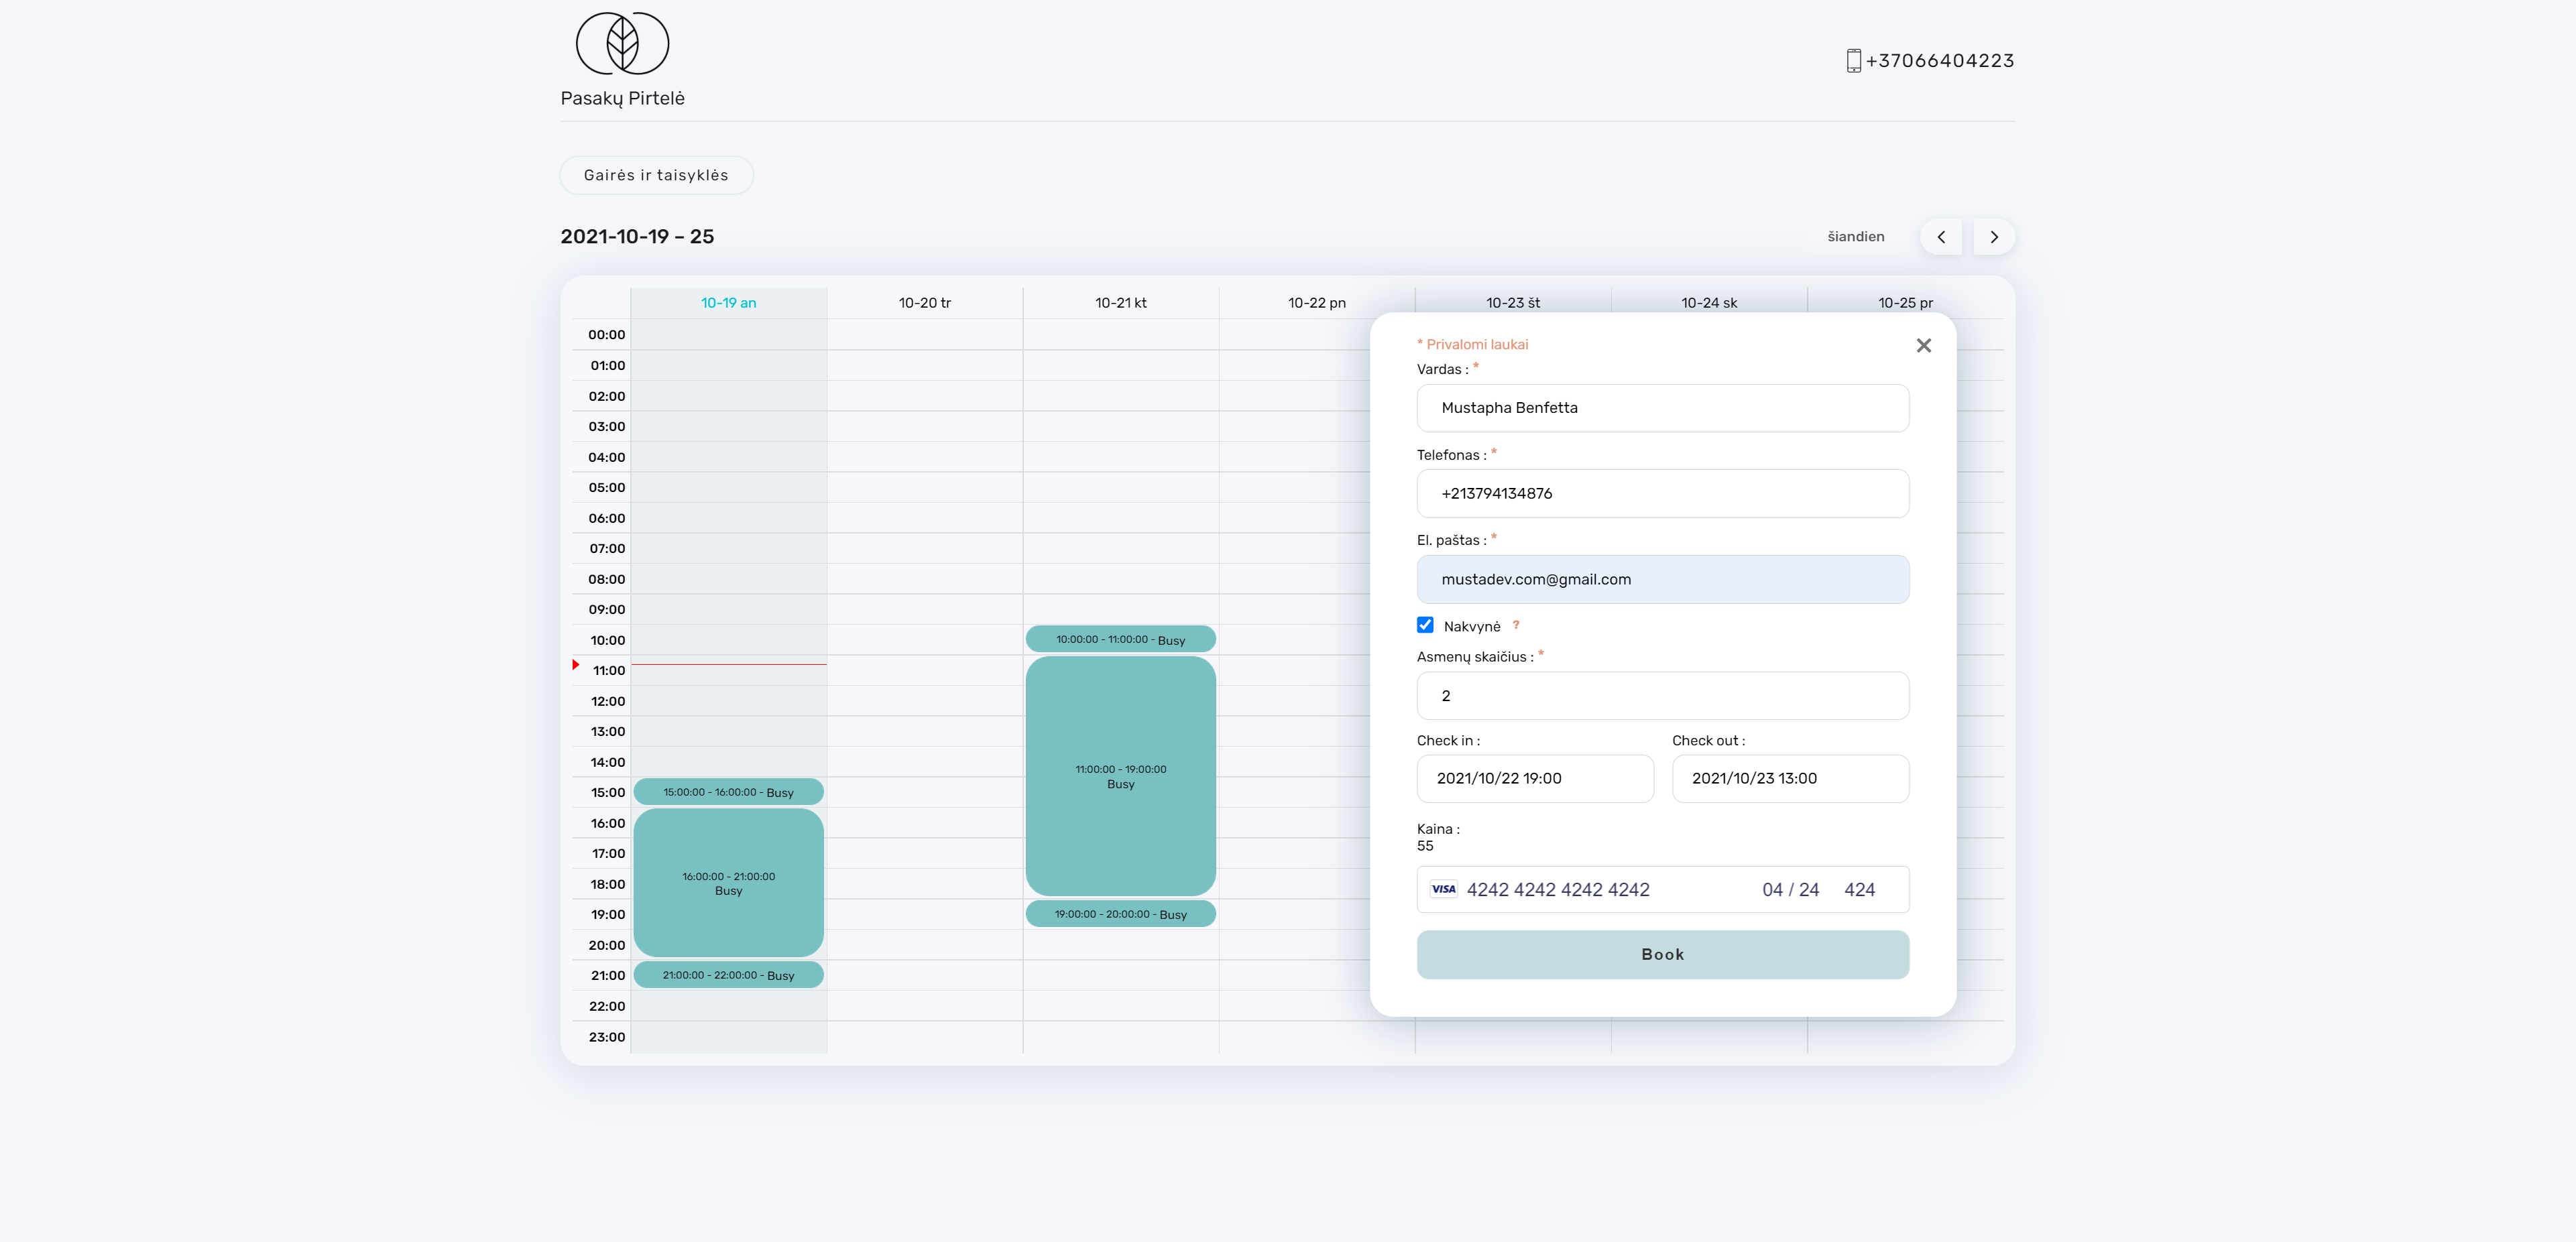 Pasakų Pirtelė
+37066404223
Gairės ir taisyklės
2021-10-19 – 25
šiandien
10-19 an
10-20 tr
10-21 kt
10-22 pn
10-23 št
10-24 sk
10-25 pr
00:00
01:00
02:00
03:00
04:00
05:00
06:00
07:00
08:00
09:00
10:00
11:00
12:00
13:00
14:00
15:00
16:00
17:00
18:00
19:00
20:00
21:00
22:00
23:00
15:00:00 - 16:00:00 - Busy
16:00:00 - 21:00:00
Busy
21:00:00 - 22:00:00 - Busy
10:00:00 - 11:00:00 - Busy
11:00:00 - 19:00:00
Busy
19:00:00 - 20:00:00 - Busy
* Privalomi laukai
Vardas : *
Mustapha Benfetta
Telefonas : *
+213794134876
El. paštas : *
mustadev.com@gmail.com
Nakvynė ?
Asmenų skaičius : *
2
Check in :
2021/10/22 19:00
Check out :
2021/10/23 13:00
Kaina :
55
VISA 4242 4242 4242 4242 04 / 24 424
Book